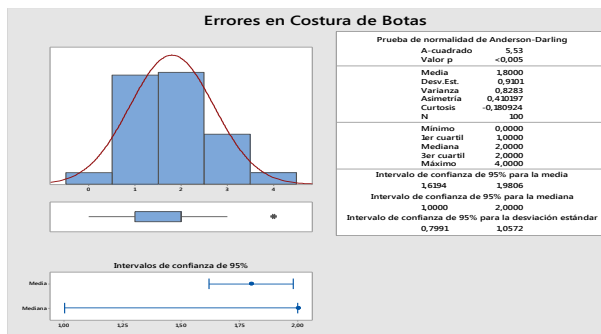 Errores en Costura de Botas
Prueba de normalidad de Anderson-Darling
A-cuadrado 5,53
Valor p <0,005
Media 1,8000
Desv.Est. 0,9101
Varianza 0,8283
Asimetría 0,410197
Curtosis -0,180924
N 100
Mínimo 0,0000
1er cuartil 1,0000
Mediana 2,0000
3er cuartil 2,0000
Máximo 4,0000
Intervalo de confianza de 95% para la media
1,6194 1,9806
Intervalo de confianza de 95% para la mediana
1,0000 2,0000
Intervalo de confianza de 95% para la desviación estándar
0,7991 1,0572
0 1 2 3 4
Intervalos de confianza de 95%
Media
Mediana
1,00 1,25 1,50 1,75 2,00